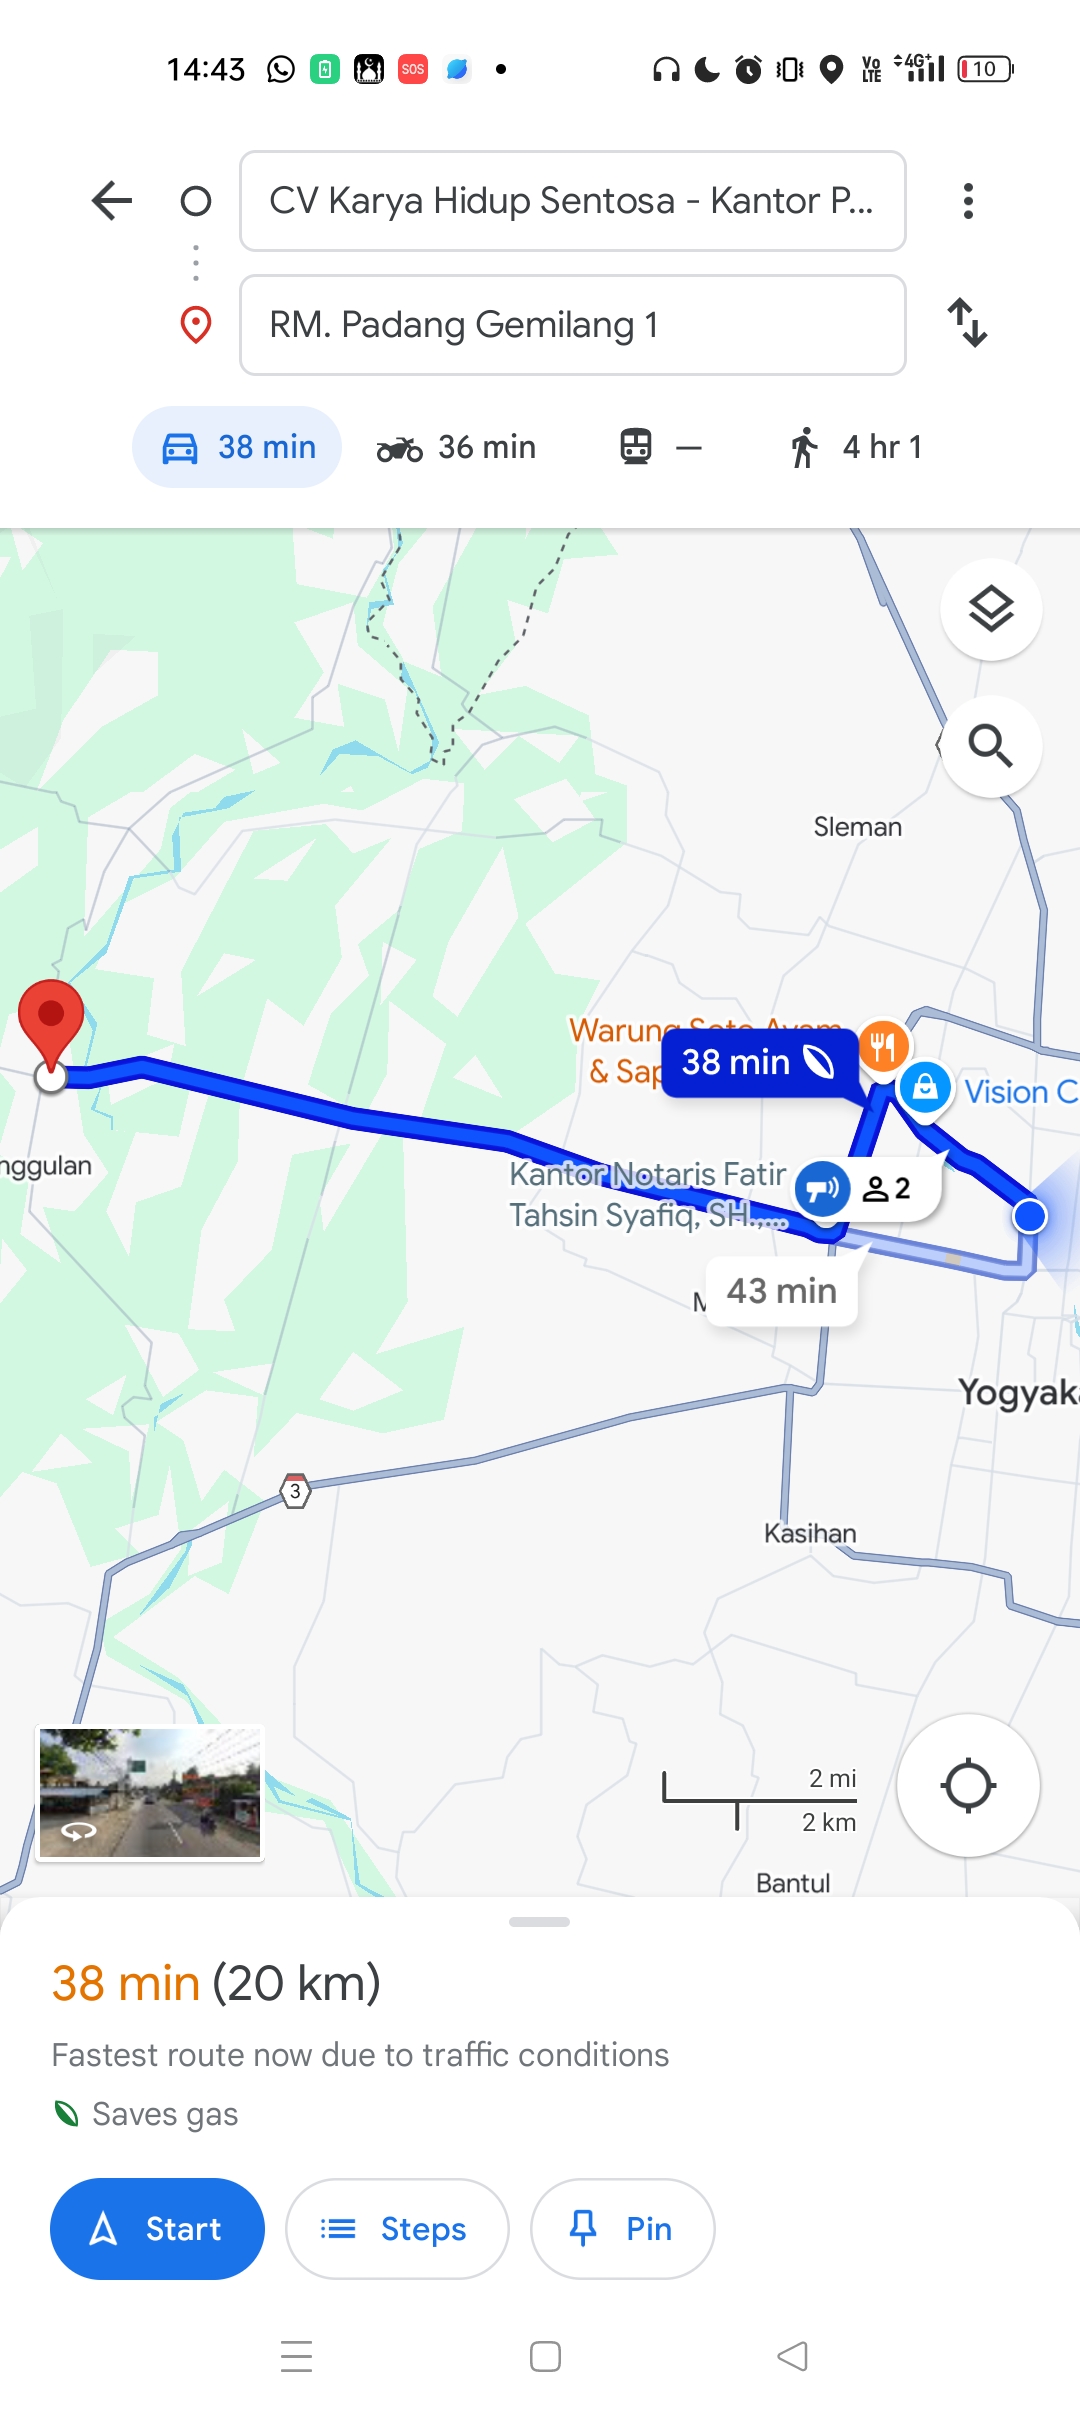 14:43
SOS
Vo LTE
4G+
10
CV Karya Hidup Sentosa - Kantor P...
RM. Padang Gemilang 1
38 min
36 min
—
4 hr 1
Sleman
Warung Soto Ayam
& Sap
38 min
Vision C
nggulan
Kantor Notaris Fatir
Tahsin Syafiq, SH.,...
2
43 min
M
Yogyaka
3
Kasihan
2 mi
2 km
Bantul
38 min (20 km)
Fastest route now due to traffic conditions
Saves gas
Start
Steps
Pin